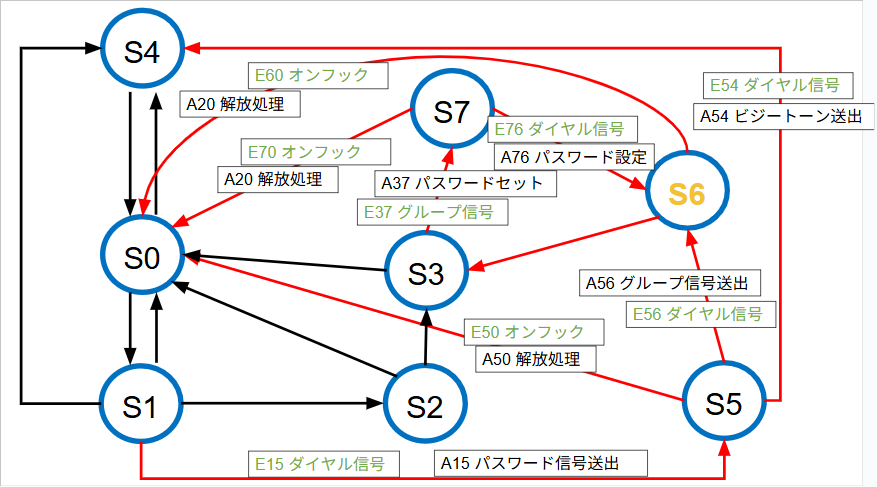 S4
E60 オンフック
A20 解放処理
E54 ダイヤル信号
A54 ビジートーン送出
S7
E76 ダイヤル信号
A76 パスワード設定
E70 オンフック
A20 解放処理
A37 パスワードセット
E37 グループ信号
S6
S0
S3
A56 グループ信号送出
E56 ダイヤル信号
E50 オンフック
A50 解放処理
S1
S2
S5
E15 ダイヤル信号
A15 パスワード信号送出